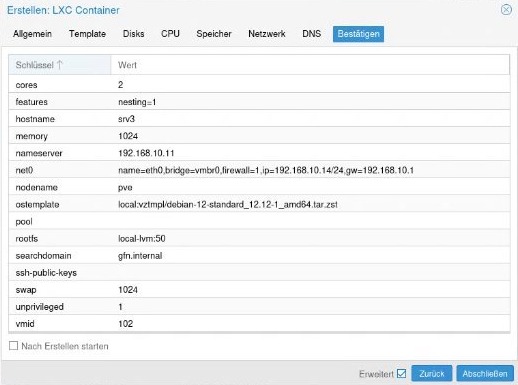 Erstellen: LXC Container
Allgemein Template Disks CPU Speicher Netzwerk DNS Bestätigen
Schlüssel ↑ Wert
cores 2
features nesting=1
hostname srv3
memory 1024
nameserver 192.168.10.11
net0 name=eth0,bridge=vmbr0,firewall=1,ip=192.168.10.14/24,gw=192.168.10.1
nodename pve
ostemplate local:vztmpl/debian-12-standard_12.12-1_amd64.tar.zst
pool
rootfs local-lvm:50
searchdomain gfn.internal
ssh-public-keys
swap 1024
unprivileged 1
vmid 102
Nach Erstellen starten
Erweitert Zurück Abschließen